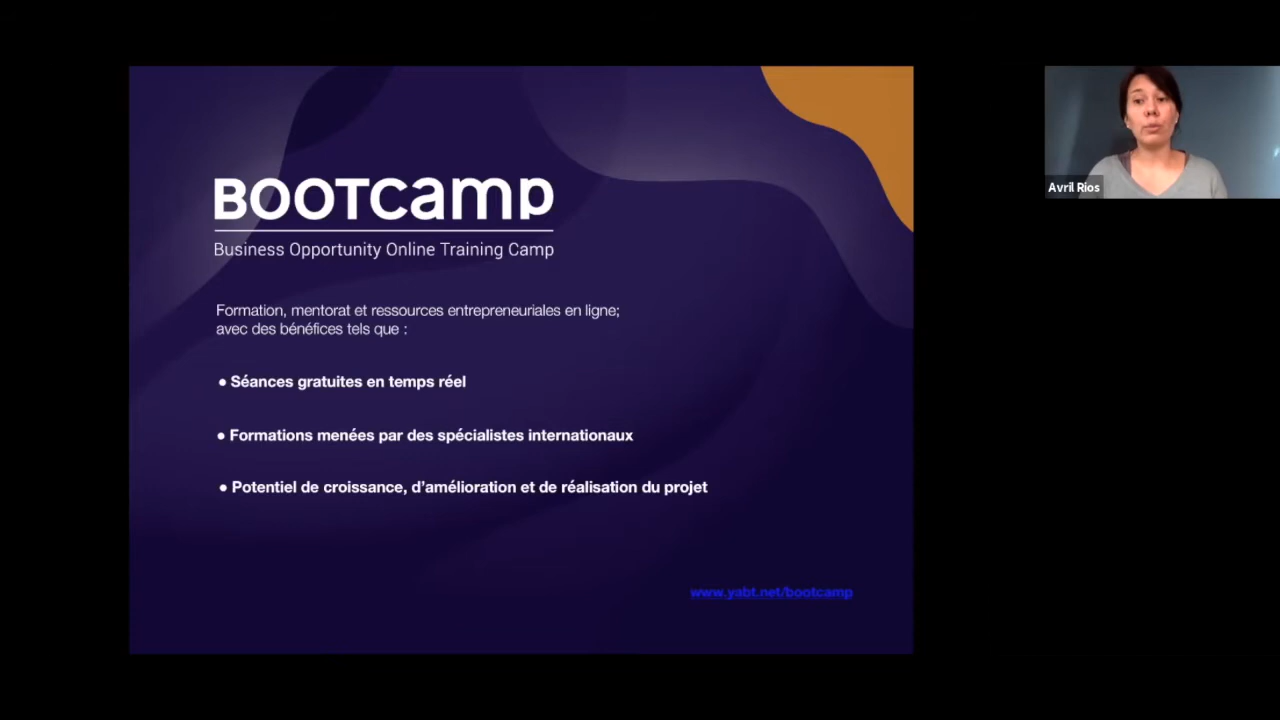 BOOTCamp
Business Opportunity Online Training Camp
Formation, mentorat et ressources entrepreneuriales en ligne;
avec des bénéfices tels que :
● Séances gratuites en temps réel
● Formations menées par des spécialistes internationaux
● Potentiel de croissance, d’amélioration et de réalisation du projet
www.yabt.net/bootcamp
Avril Rios